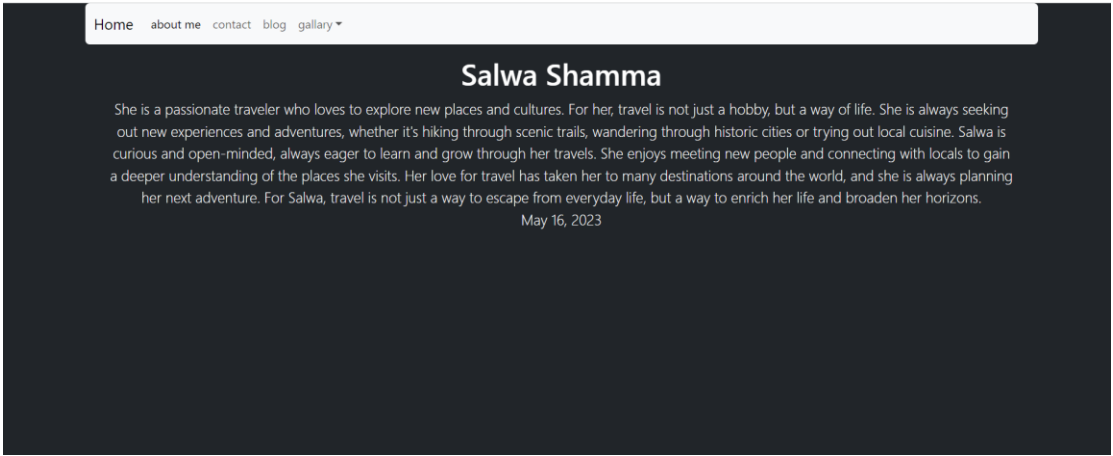 Home about me contact blog gallary
Salwa Shamma
She is a passionate traveler who loves to explore new places and cultures. For her, travel is not just a hobby, but a way of life. She is always seeking
out new experiences and adventures, whether it's hiking through scenic trails, wandering through historic cities or trying out local cuisine. Salwa is
curious and open-minded, always eager to learn and grow through her travels. She enjoys meeting new people and connecting with locals to gain
a deeper understanding of the places she visits. Her love for travel has taken her to many destinations around the world, and she is always planning
her next adventure. For Salwa, travel is not just a way to escape from everyday life, but a way to enrich her life and broaden her horizons.
May 16, 2023